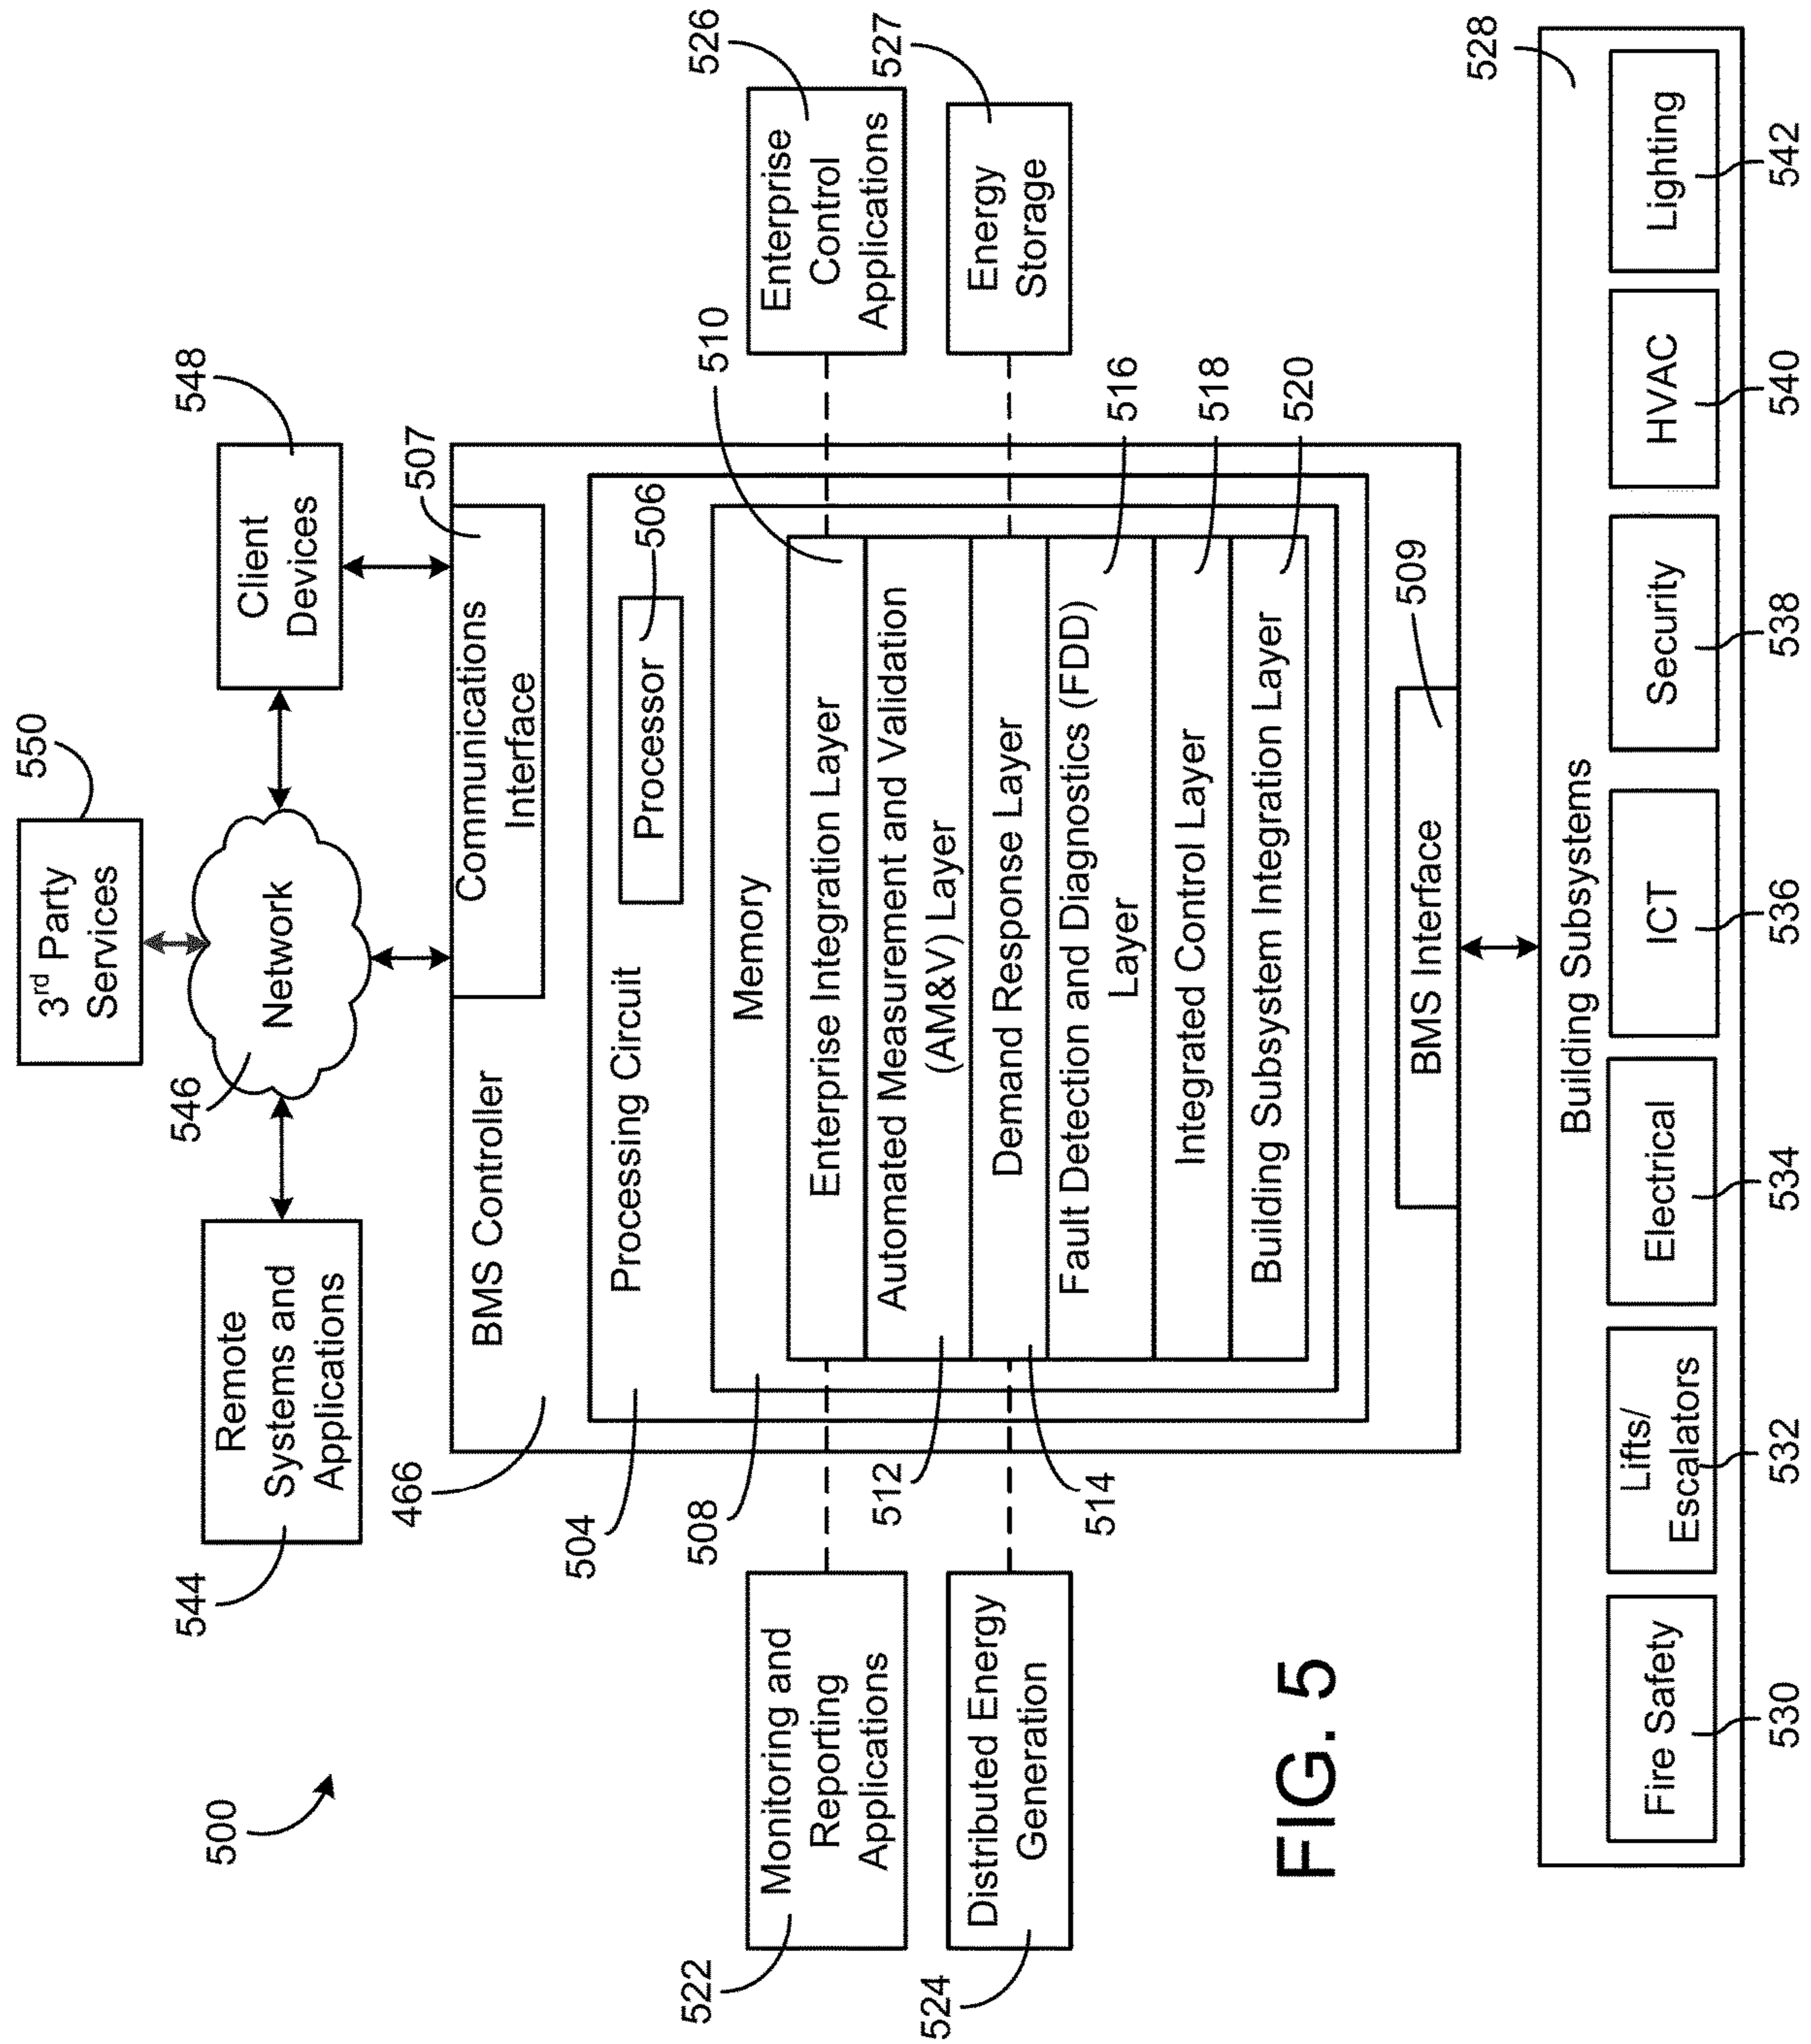 500
550
3rd Party
Services
544
Remote
Systems and
Applications
546
Network
548
Client
Devices
466
BMS Controller
Communications
Interface
507
504
Processing Circuit
Processor
506
508
Memory
510
Enterprise Integration Layer
Automated Measurement and Validation
(AM&V) Layer
512
Demand Response Layer
514
Fault Detection and Diagnostics (FDD)
Layer
516
Integrated Control Layer
518
Building Subsystem Integration Layer
520
522
Monitoring and
Reporting
Applications
524
Distributed Energy
Generation
526
Enterprise
Control
Applications
527
Energy
Storage
BMS Interface
509
FIG. 5
528
Building Subsystems
Fire Safety
Lifts/
Escalators
Electrical
ICT
Security
HVAC
Lighting
530
532
534
536
538
540
542